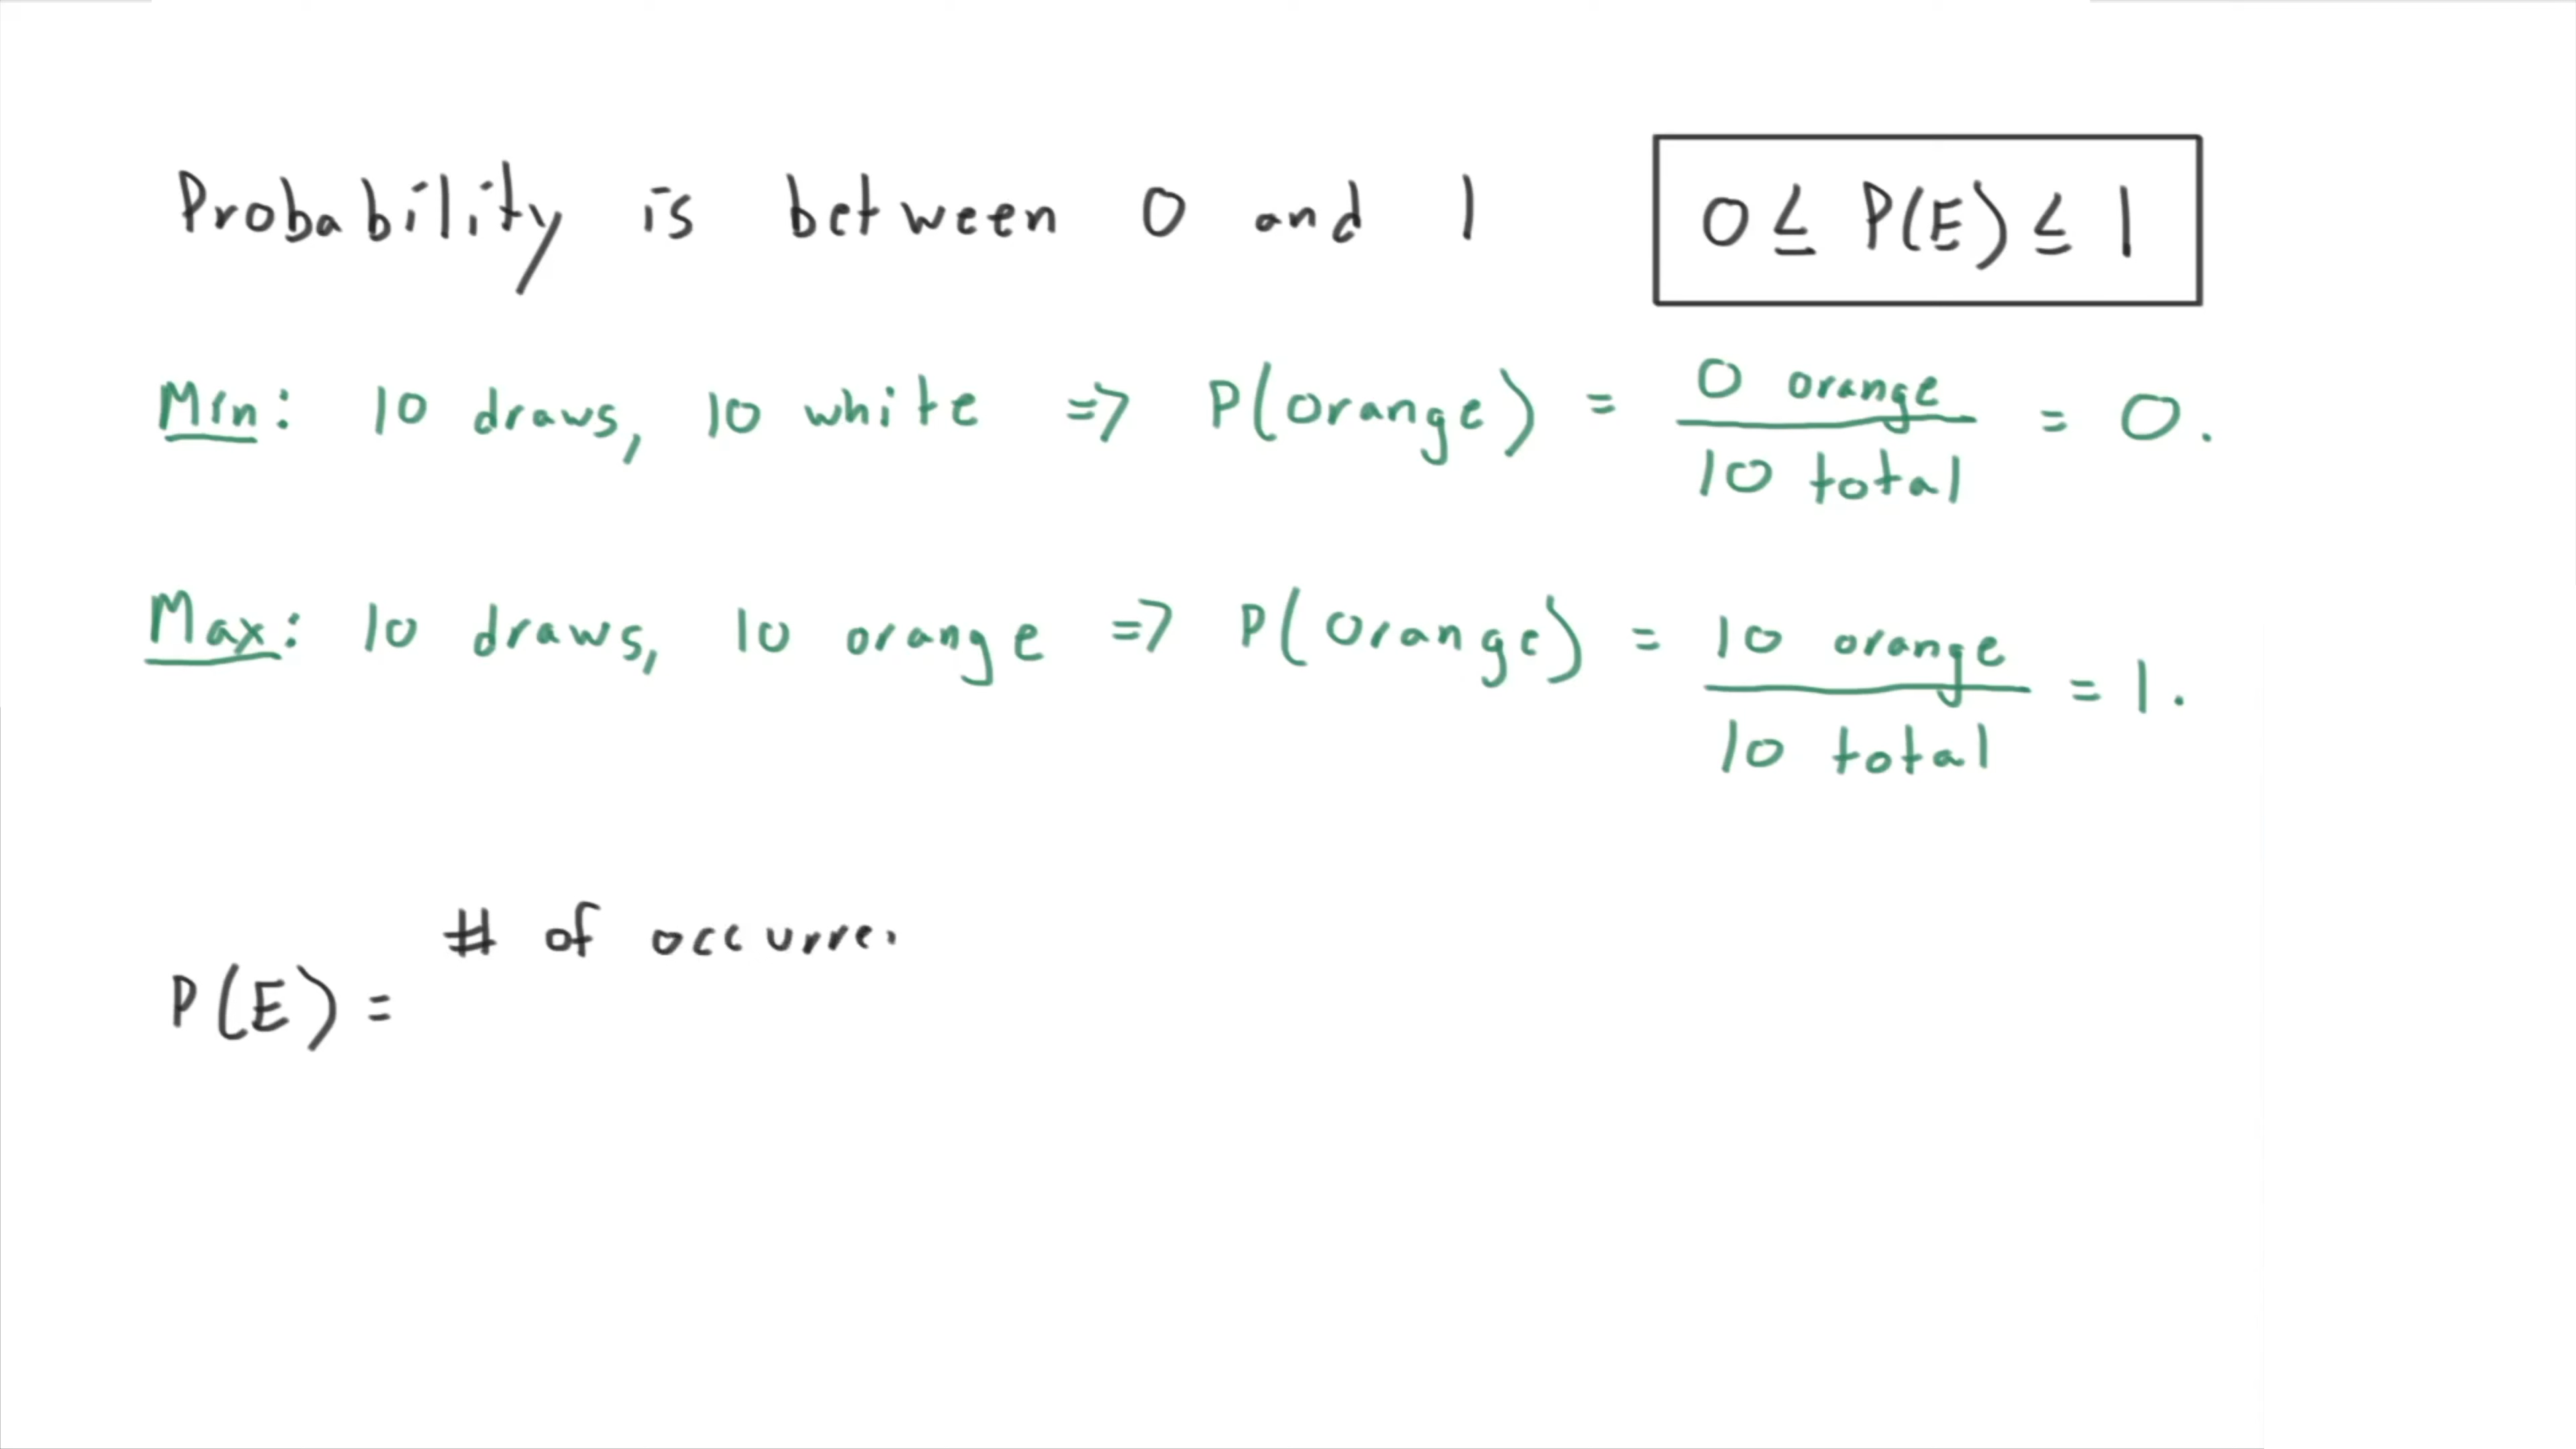 Probability is between 0 and 1
0 ≤ P(E) ≤ 1
Min: 10 draws, 10 white => P(orange) = 0 orange / 10 total = 0.
Max: 10 draws, 10 orange => P(orange) = 10 orange / 10 total = 1.
P(E) = # of occurre